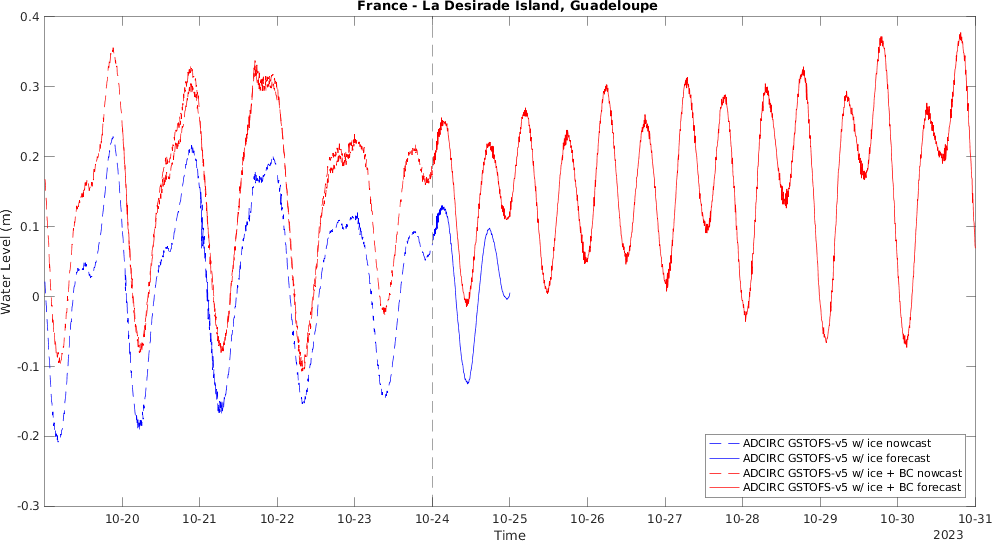 France - La Desirade Island, Guadeloupe
0.4
0.3
0.2
0.1
0
-0.1
-0.2
-0.3
Water Level (m)
ADCIRC GSTOFS-v5 w/ ice nowcast
ADCIRC GSTOFS-v5 w/ ice forecast
ADCIRC GSTOFS-v5 w/ ice + BC nowcast
ADCIRC GSTOFS-v5 w/ ice + BC forecast
10-20 10-21 10-22 10-23 10-24 10-25 10-26 10-27 10-28 10-29 10-30 10-31
Time
2023